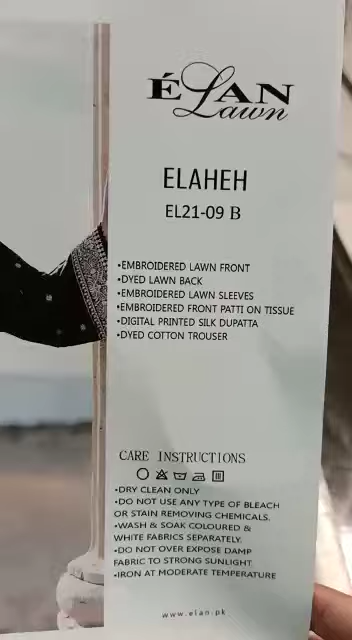 ÉLAN
Lawn
ELAHEH
EL21-09 B
•EMBROIDERED LAWN FRONT
•DYED LAWN BACK
•EMBROIDERED LAWN SLEEVES
•EMBROIDERED FRONT PATTI ON TISSUE
•DIGITAL PRINTED SILK DUPATTA
•DYED COTTON TROUSER
CARE INSTRUCTIONS
•DRY CLEAN ONLY
•DO NOT USE ANY TYPE OF BLEACH
OR STAIN REMOVING CHEMICALS.
•WASH & SOAK COLOURED &
WHITE FABRICS SEPARATELY.
•DO NOT OVER EXPOSE DAMP
FABRIC TO STRONG SUNLIGHT
•IRON AT MODERATE TEMPERATURE
www.elan.pk